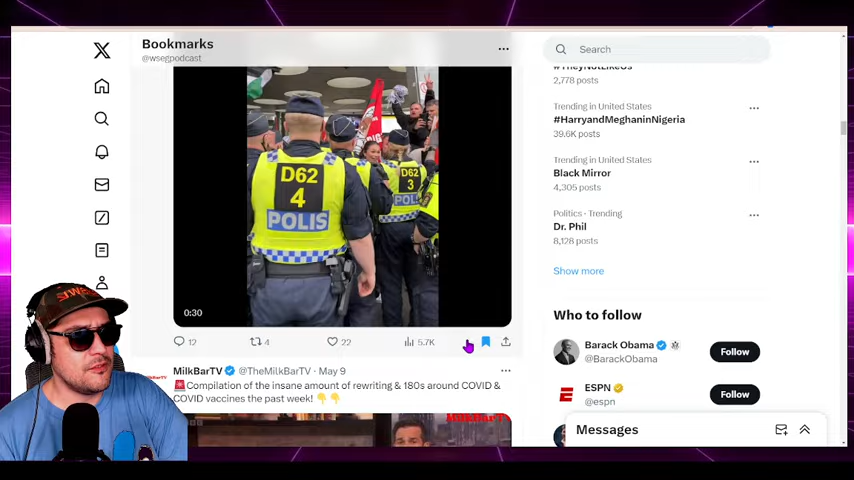 Bookmarks
@wsegpodcast
Search
#TheyNotLikeUs
2,778 posts
Trending in United States
#HarryandMeghaninNigeria
39.6K posts
Trending in United States
Black Mirror
4,305 posts
Politics · Trending
Dr. Phil
8,128 posts
Show more
Who to follow
Barack Obama
@BarackObama
Follow
ESPN
@espn
Follow
Messages
D62
4
POLIS
D62
3
POLIS
0:30
12
4
22
5.7K
MilkBarTV @TheMilkBarTV · May 9
🚨Compilation of the insane amount of rewriting & 180s around COVID &
COVID vaccines the past week! 👇👇
MilkBarTV